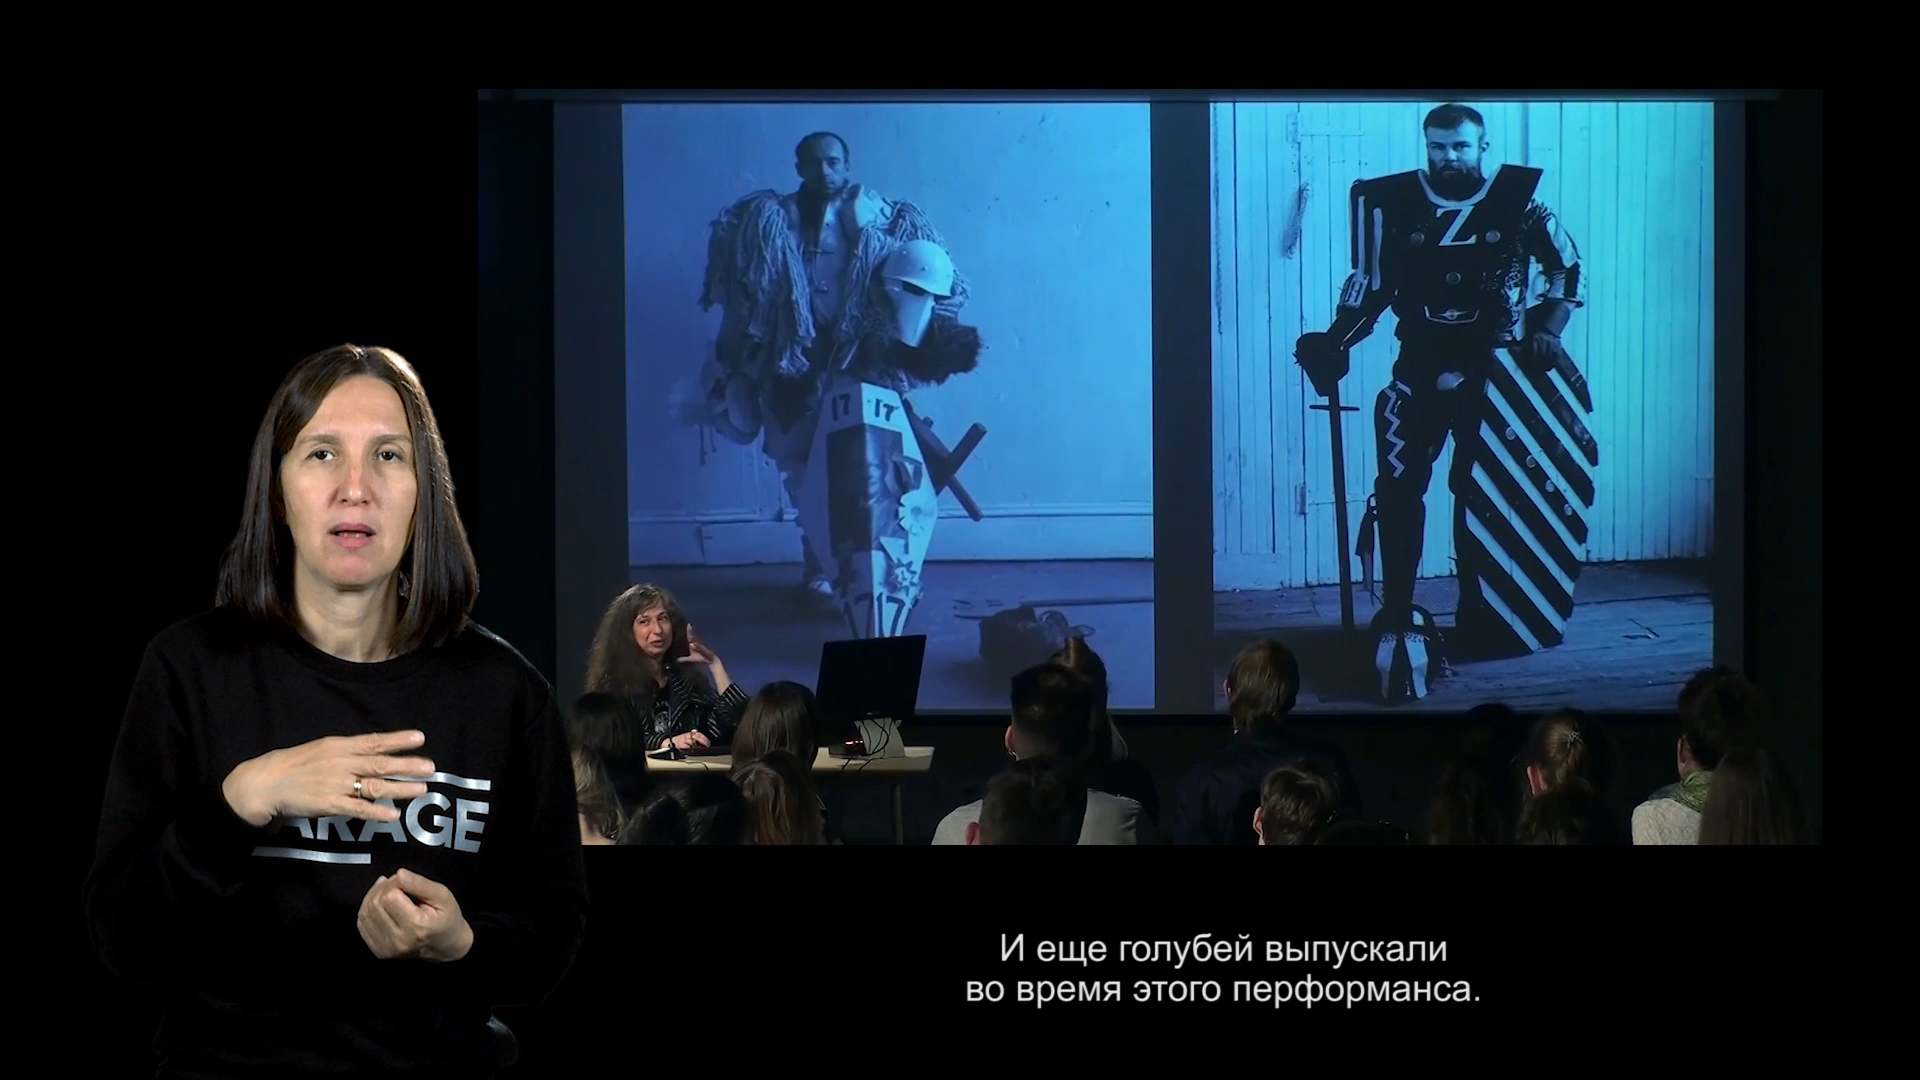 Z
17 17
17
ARAGE
И еще голубей выпускали
во время этого перформанса.